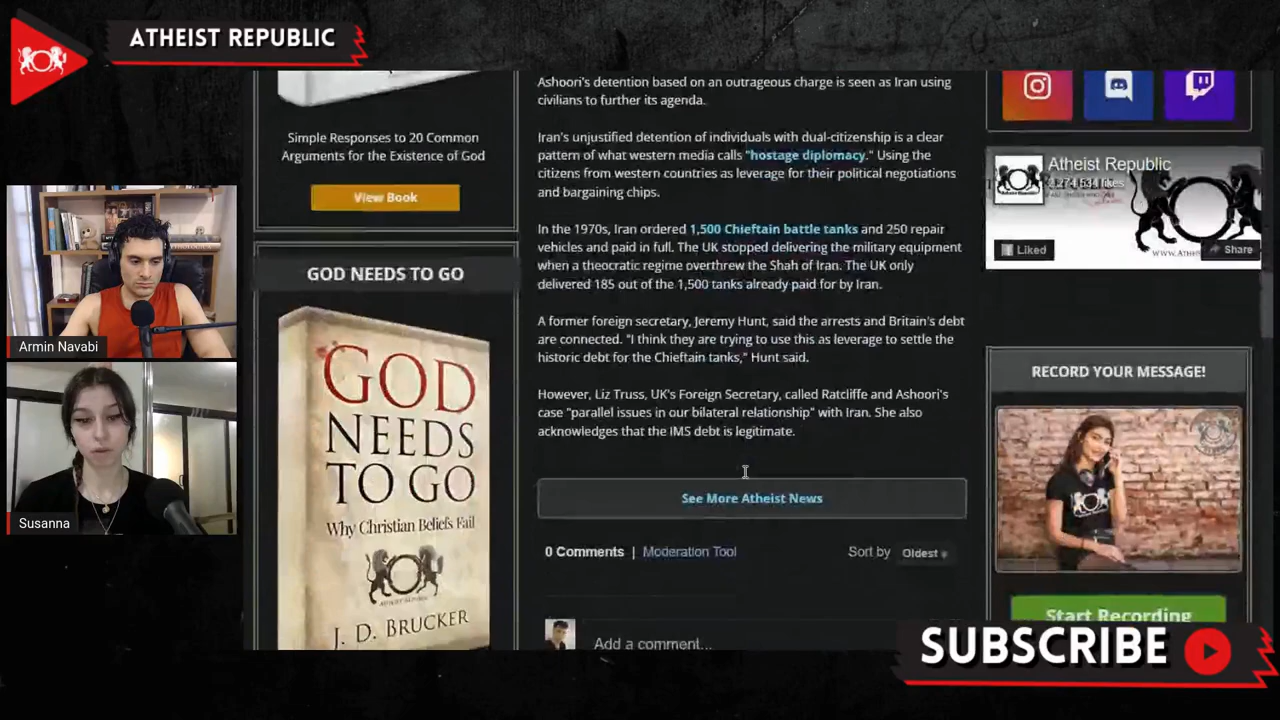 ATHEIST REPUBLIC
Armin Navabi
Susanna
Simple Responses to 20 Common
Arguments for the Existence of God
View Book
GOD NEEDS TO GO
GOD
NEEDS
TO GO
Why Christian Beliefs Fail
J. D. BRUCKER
Ashoori's detention based on an outrageous charge is seen as Iran using
civilians to further its agenda.
Iran's unjustified detention of individuals with dual-citizenship is a clear
pattern of what western media calls "hostage diplomacy." Using the
citizens from western countries as leverage for their political negotiations
and bargaining chips.
In the 1970s, Iran ordered 1,500 Chieftain battle tanks and 250 repair
vehicles and paid in full. The UK stopped delivering the military equipment
when a theocratic regime overthrew the Shah of Iran. The UK only
delivered 185 out of the 1,500 tanks already paid for by Iran.
A former foreign secretary, Jeremy Hunt, said the arrests and Britain's debt
are connected. "I think they are trying to use this as leverage to settle the
historic debt for the Chieftain tanks," Hunt said.
However, Liz Truss, UK's Foreign Secretary, called Ratcliffe and Ashoori's
case "parallel issues in our bilateral relationship" with Iran. She also
acknowledges that the IMS debt is legitimate.
See More Atheist News
0 Comments | Moderation Tool
Sort by Oldest
Add a comment...
Atheist Republic
likes
Liked
Share
RECORD YOUR MESSAGE!
Start Recording
SUBSCRIBE